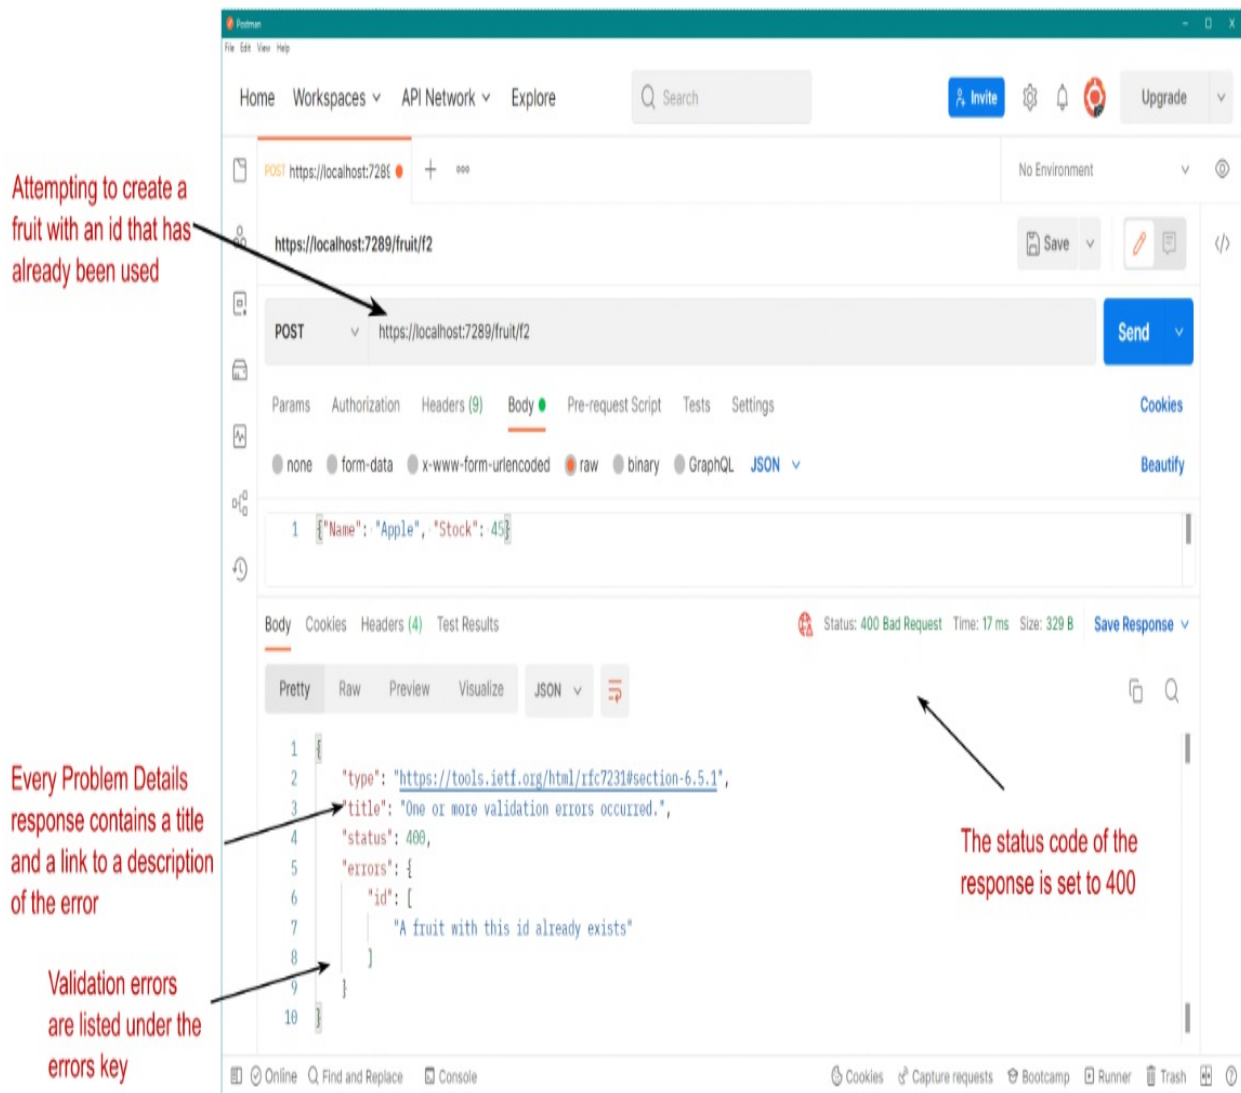 Postman
File Edit View Help
Home Workspaces API Network Explore Search Invite Upgrade
POST https://localhost:728 No Environment
Attempting to create a
fruit with an id that has
already been used
https://localhost:7289/fruit/f2 Save
POST https://localhost:7289/fruit/f2 Send
Params Authorization Headers (9) Body Pre-request Script Tests Settings Cookies
none form-data x-www-form-urlencoded raw binary GraphQL JSON Beautify
1 {"Name": "Apple", "Stock": 45}
Body Cookies Headers (4) Test Results Status: 400 Bad Request Time: 17 ms Size: 329 B Save Response
Pretty Raw Preview Visualize JSON
1 {
2 "type": "https://tools.ietf.org/html/rfc7231#section-6.5.1",
3 "title": "One or more validation errors occurred.",
4 "status": 400,
5 "errors": {
6 "id": [
7 "A fruit with this id already exists"
8 ]
9 }
10 }
Every Problem Details
response contains a title
and a link to a description
of the error
The status code of the
response is set to 400
Validation errors
are listed under the
errors key
Online Find and Replace Console Cookies Capture requests Bootcamp Runner Trash